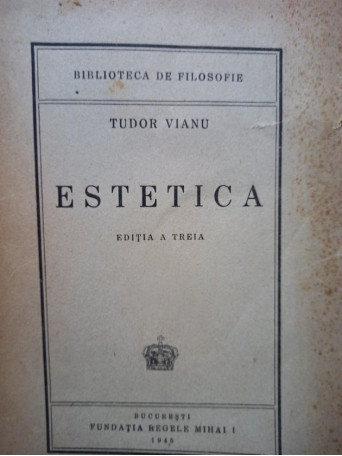 BIBLIOTECA DE FILOSOFIE
TUDOR VIANU
ESTETICA
EDIȚIA A TREIA
BUCUREȘTI
FUNDAȚIA REGELE MIHAI I
1945